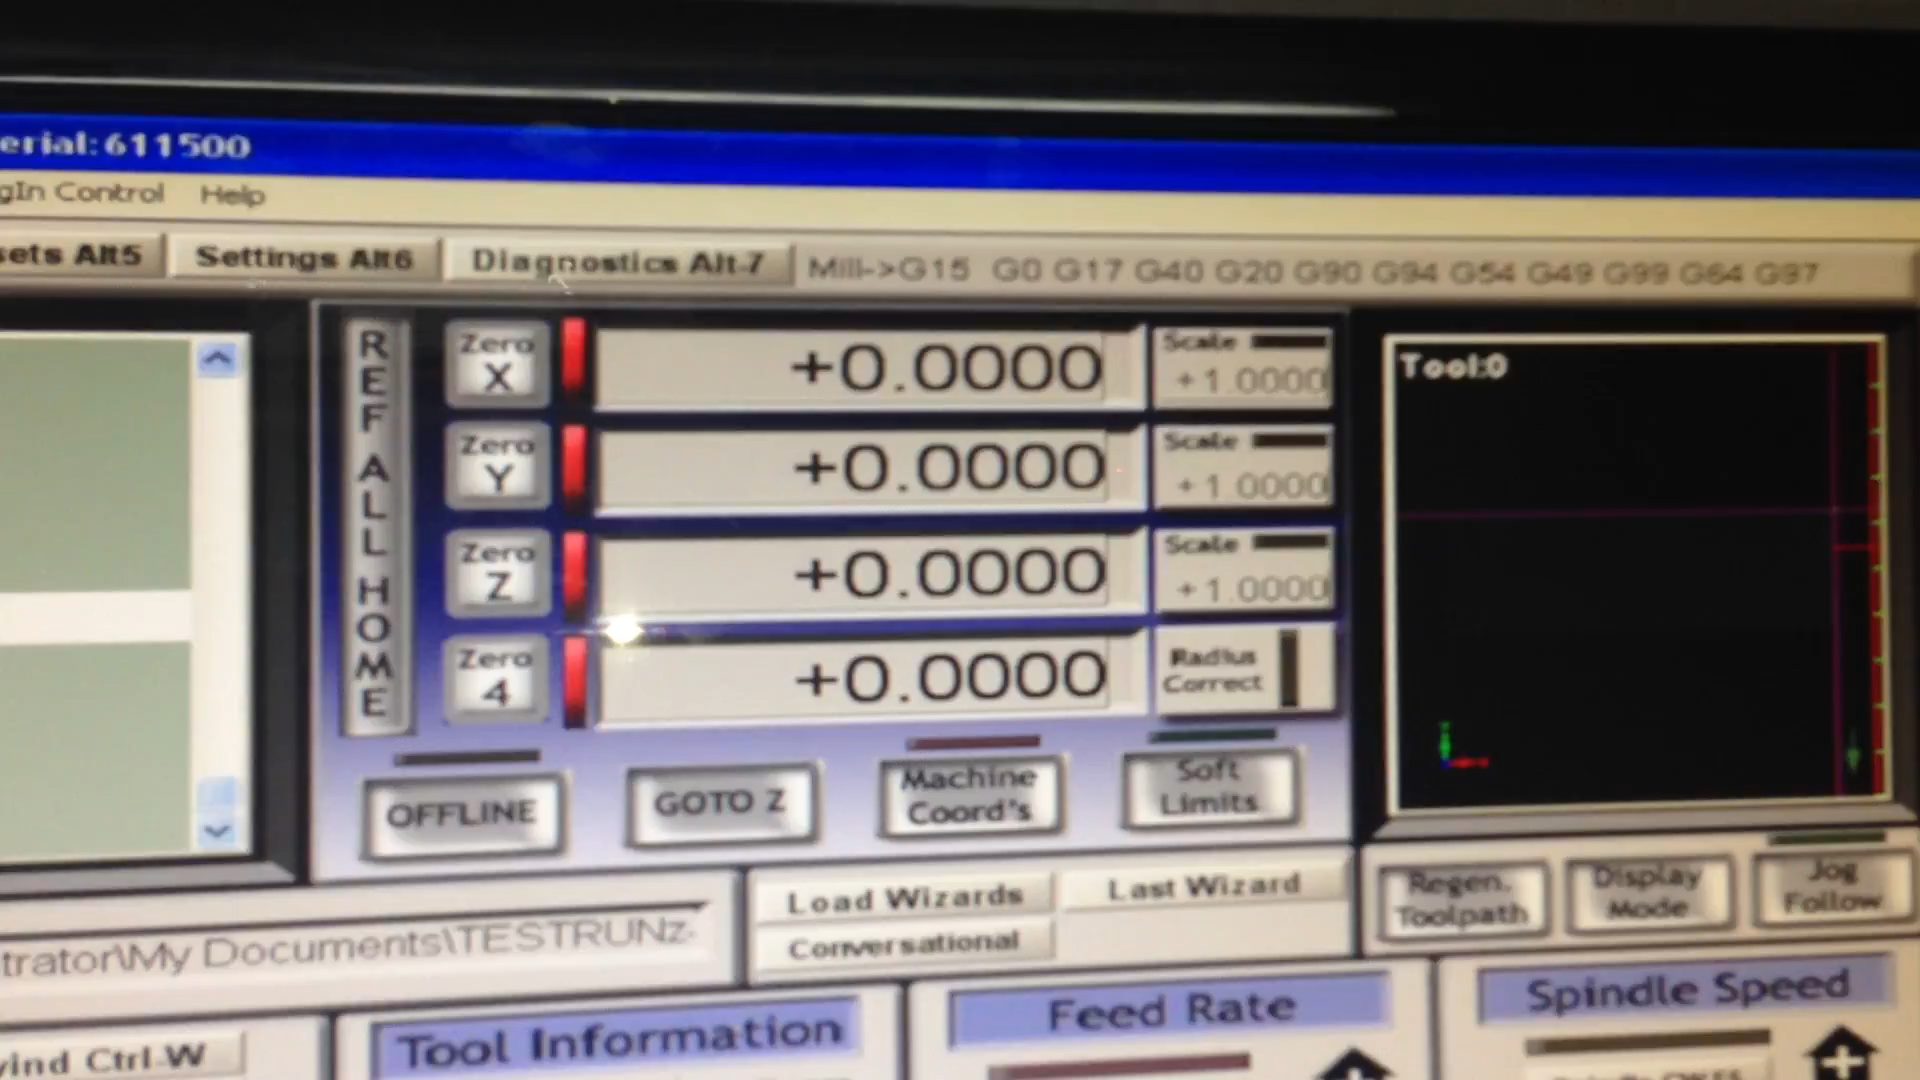 erial:611500
gIn Control Help
sets Alt5 Settings Alt6 Diagnostics Alt-7 Mill->G15 G0 G17 G40 G20 G90 G94 G54 G49 G99 G64 G97
REF ALL HOME
Zero X +0.0000 Scale +1.0000
Zero Y +0.0000 Scale +1.0000
Zero Z +0.0000 Scale +1.0000
Zero 4 +0.0000 Radius Correct
Tool:0
OFFLINE GOTO Z Machine Coord's Soft Limits
Regen. Toolpath Display Mode Jog Follow
Load Wizards Last Wizard
Conversational
trator\My Documents\TESTRUNz-
wind Ctrl-W Tool Information Feed Rate Spindle Speed